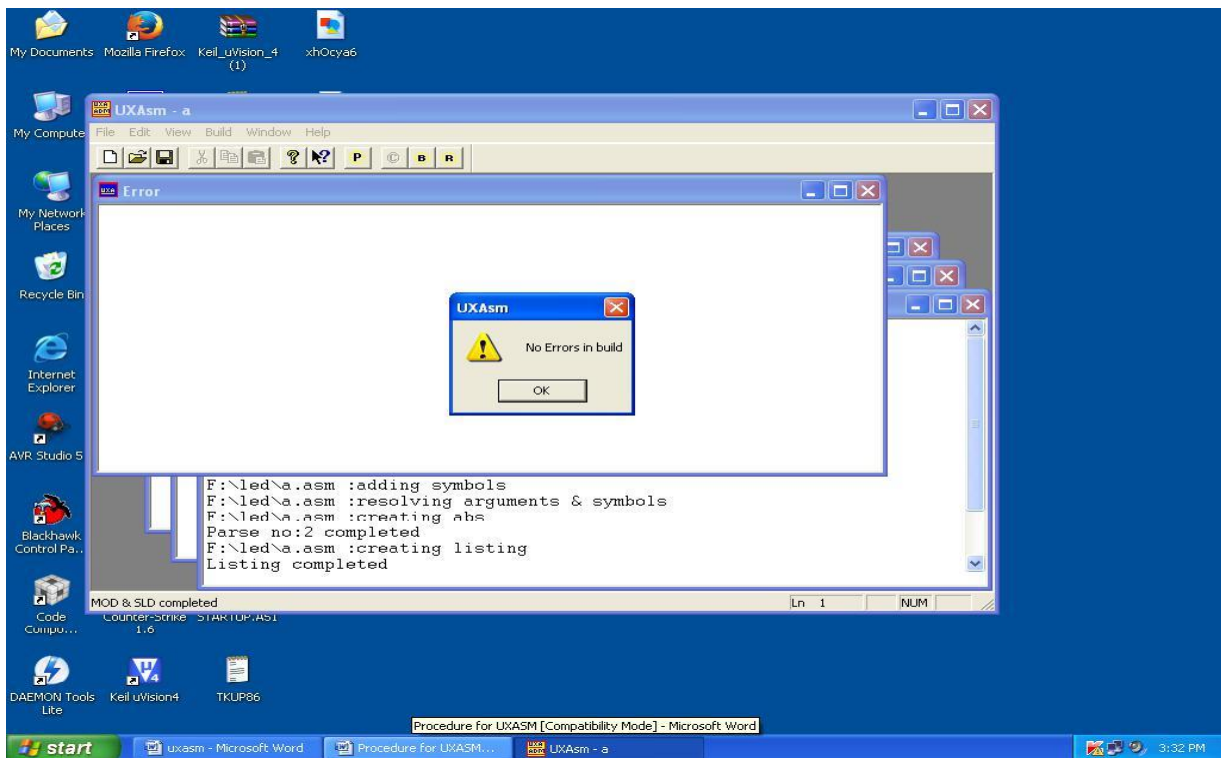 My Documents
Mozilla Firefox
Keil_uVision_4
(1)
xhOcya6
My Compute
My Network
Places
Recycle Bin
Internet
Explorer
AVR Studio 5
Blackhawk
Control Pa...
Code
Compo...
Counter-Strike
1.6
STARTUP.A51
DAEMON Tools
Lite
Keil uVision4
TKUP86
UXAsm - a
File Edit View Build Window Help
P © B R
Error
UXAsm
No Errors in build
OK
F:\led\a.asm :adding symbols
F:\led\a.asm :resolving arguments & symbols
F:\led\a.asm :creating abs
Parse no:2 completed
F:\led\a.asm :creating listing
Listing completed
MOD & SLD completed
Ln 1
NUM
Procedure for UXASM [Compatibility Mode] - Microsoft Word
start
uxasm - Microsoft Word
Procedure for UXASM...
UXAsm - a
3:32 PM